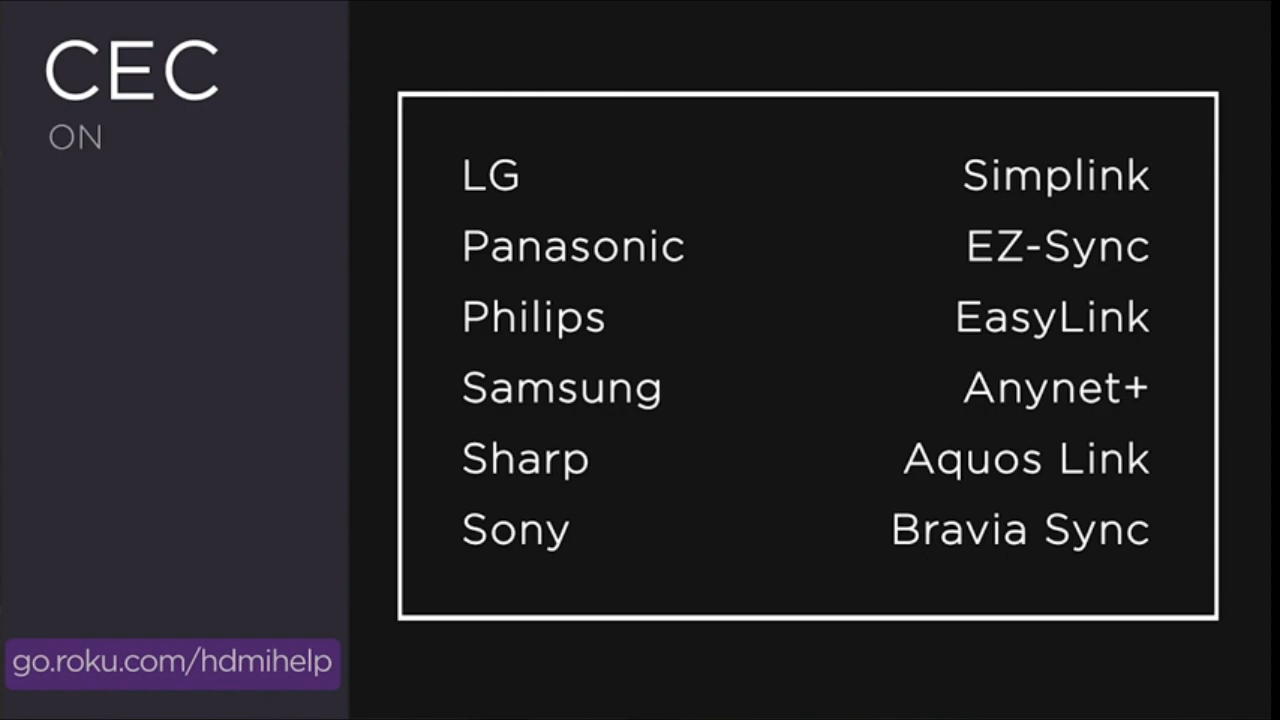 CEC
ON
LG Simplink
Panasonic EZ-Sync
Philips EasyLink
Samsung Anynet+
Sharp Aquos Link
Sony Bravia Sync
go.roku.com/hdmihelp